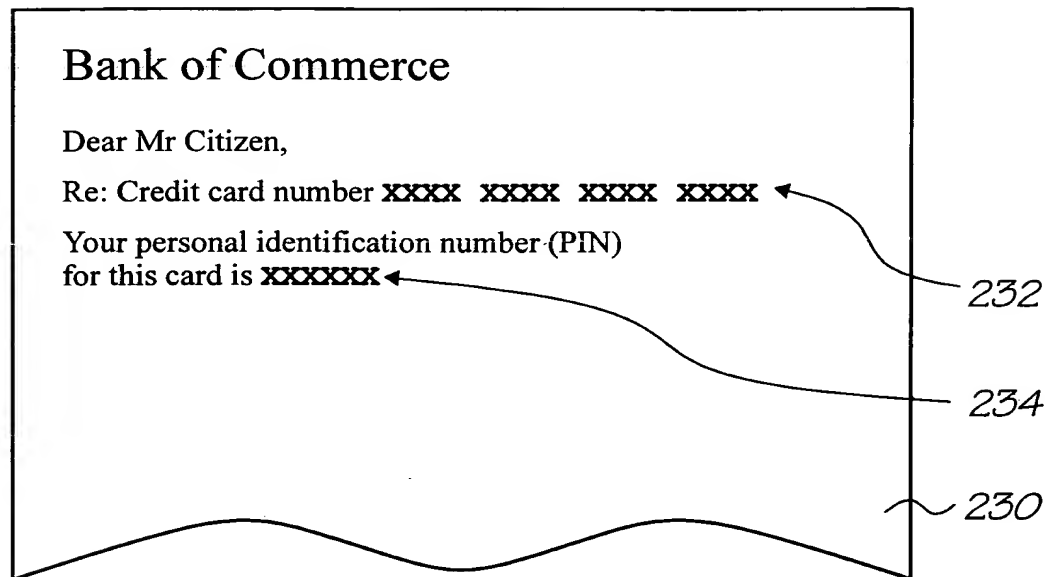 Bank of Commerce
Dear Mr Citizen,
Re: Credit card number XXXX XXXX XXXX XXXX
Your personal identification number (PIN)
for this card is XXXXXX
232
234
230